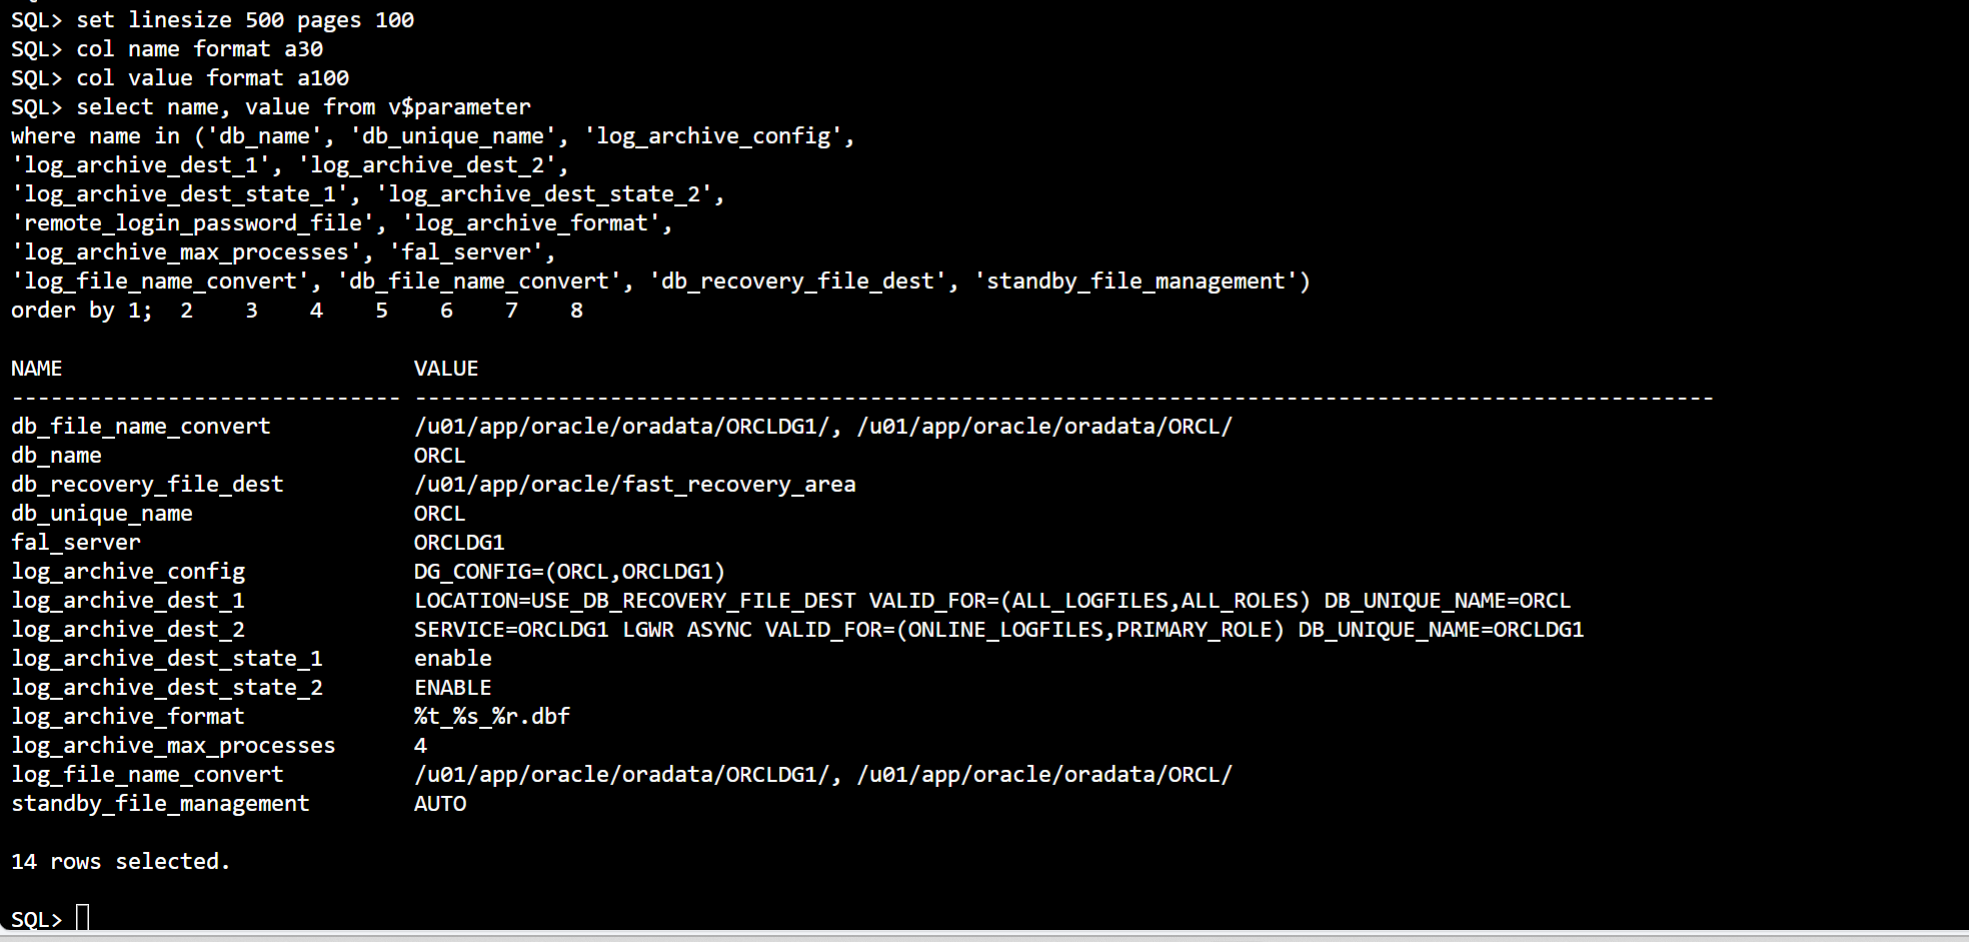 SQL> set linesize 500 pages 100
SQL> col name format a30
SQL> col value format a100
SQL> select name, value from v$parameter
where name in ('db_name', 'db_unique_name', 'log_archive_config',
'log_archive_dest_1', 'log_archive_dest_2',
'log_archive_dest_state_1', 'log_archive_dest_state_2',
'remote_login_password_file', 'log_archive_format',
'log_archive_max_processes', 'fal_server',
'log_file_name_convert', 'db_file_name_convert', 'db_recovery_file_dest', 'standby_file_management')
order by 1;  2    3    4    5    6    7    8
NAME                           VALUE
------------------------------ ----------------------------------------------------------------------------------------------------
db_file_name_convert           /u01/app/oracle/oradata/ORCLDG1/, /u01/app/oracle/oradata/ORCL/
db_name                        ORCL
db_recovery_file_dest          /u01/app/oracle/fast_recovery_area
db_unique_name                 ORCL
fal_server                     ORCLDG1
log_archive_config             DG_CONFIG=(ORCL,ORCLDG1)
log_archive_dest_1             LOCATION=USE_DB_RECOVERY_FILE_DEST VALID_FOR=(ALL_LOGFILES,ALL_ROLES) DB_UNIQUE_NAME=ORCL
log_archive_dest_2             SERVICE=ORCLDG1 LGWR ASYNC VALID_FOR=(ONLINE_LOGFILES,PRIMARY_ROLE) DB_UNIQUE_NAME=ORCLDG1
log_archive_dest_state_1       enable
log_archive_dest_state_2       ENABLE
log_archive_format             %t_%s_%r.dbf
log_archive_max_processes      4
log_file_name_convert          /u01/app/oracle/oradata/ORCLDG1/, /u01/app/oracle/oradata/ORCL/
standby_file_management        AUTO
14 rows selected.
SQL>